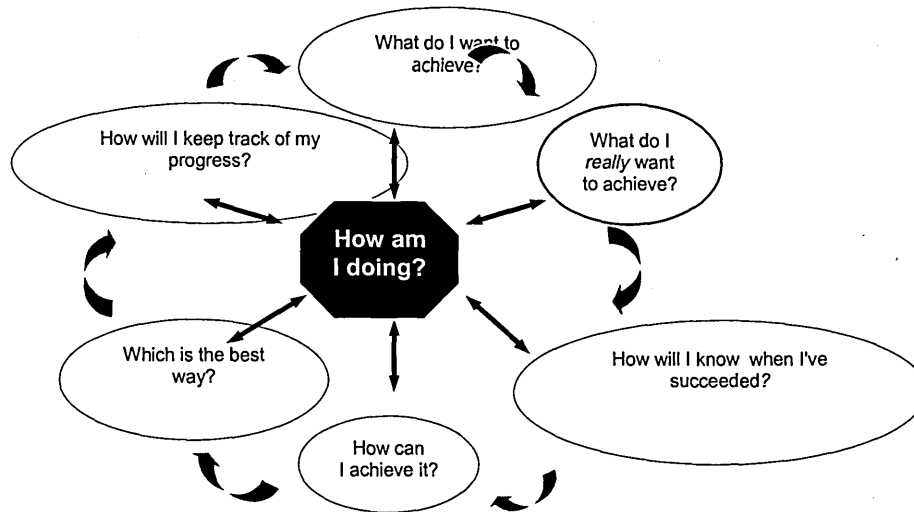 What do I want to
achieve?
What do I
really want
to achieve?
How will I know when I've
succeeded?
How can
I achieve it?
Which is the best
way?
How will I keep track of my
progress?
How am
I doing?